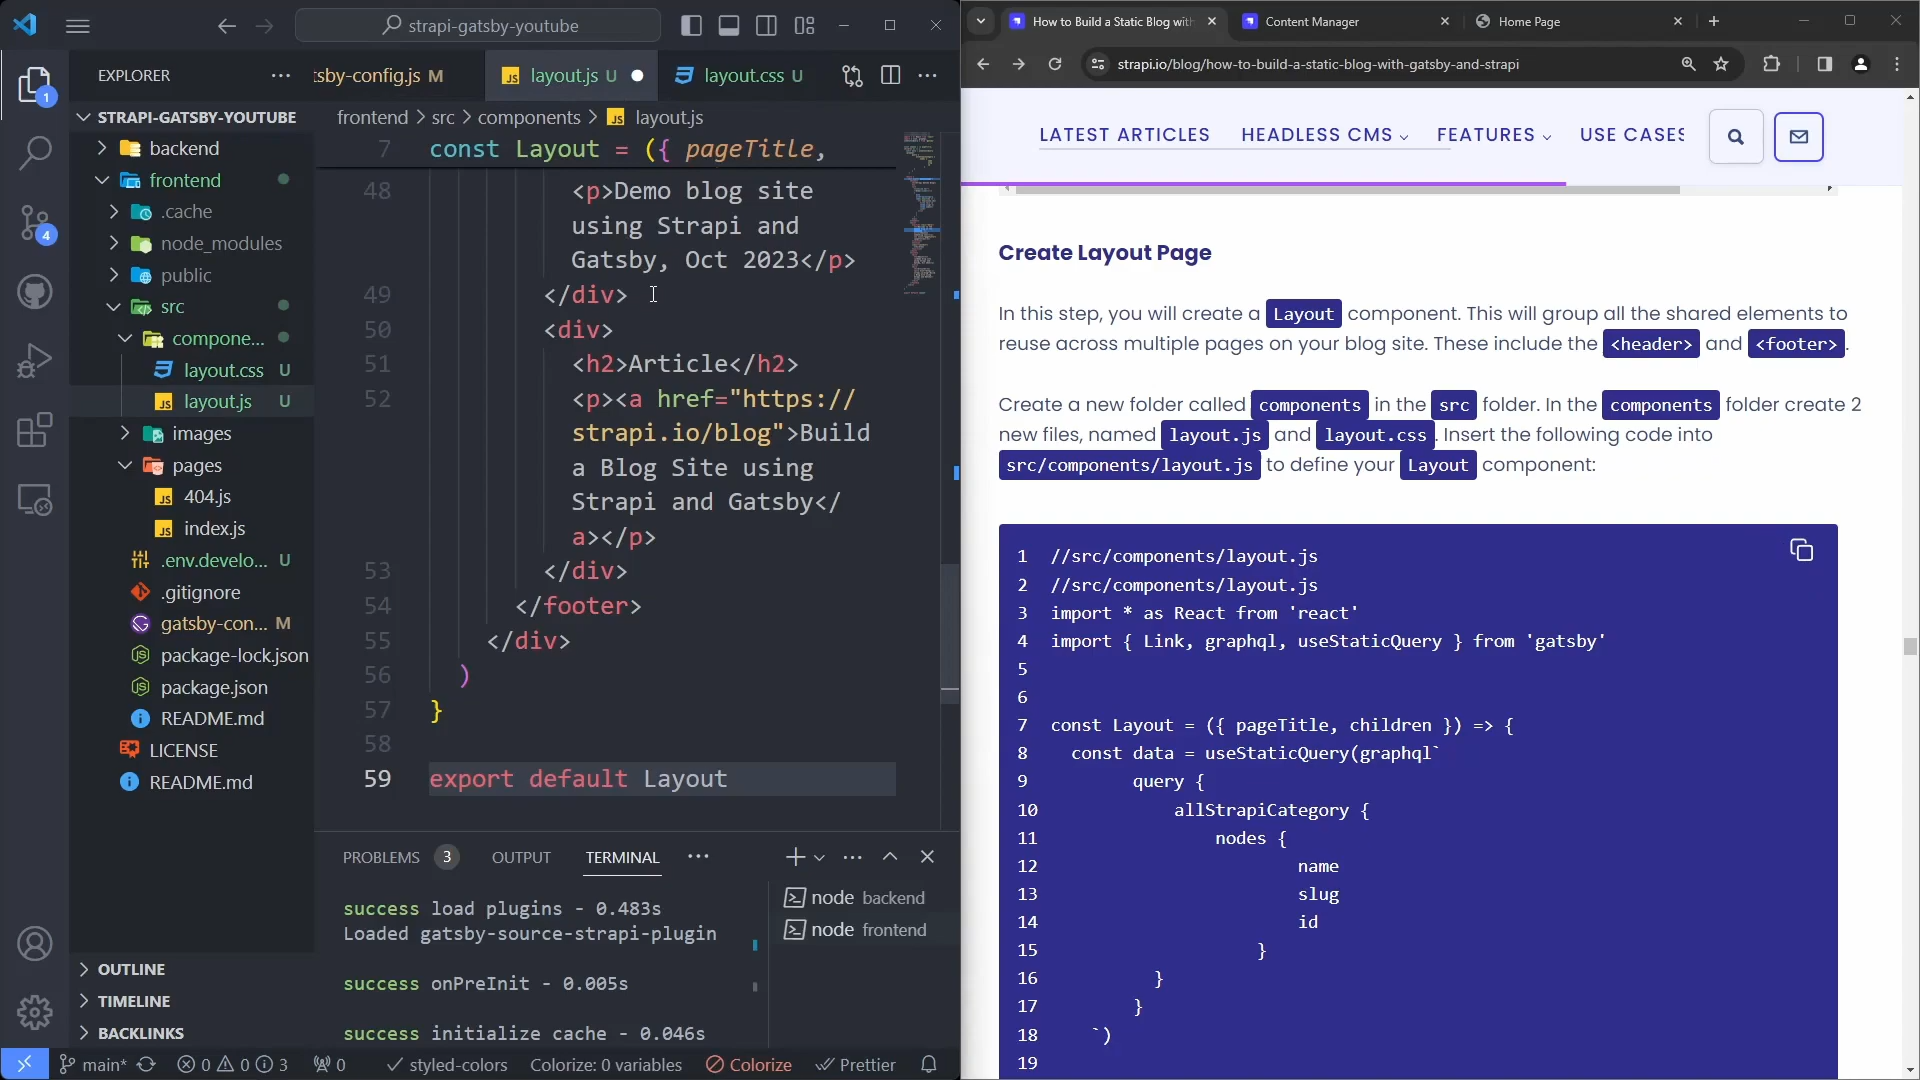 strapi-gatsby-youtube
EXPLORER
STRAPI-GATSBY-YOUTUBE
backend
frontend
.cache
node_modules
public
src
compone...
layout.css U
layout.js U
images
pages
404.js
index.js
.env.develo... U
.gitignore
gatsby-con... M
package-lock.json
package.json
README.md
LICENSE
README.md
OUTLINE
TIMELINE
BACKLINKS
1
4
tsby-config.js M
layout.js U
layout.css U
frontend > src > components > layout.js
7 const Layout = ({ pageTitle,
48 <p>Demo blog site
using Strapi and
Gatsby, Oct 2023</p>
49 </div>
50 <div>
51 <h2>Article</h2>
52 <p><a href="https://
strapi.io/blog">Build
a Blog Site using
Strapi and Gatsby</
a></p>
53 </div>
54 </footer>
55 </div>
56 )
57 }
58
59 export default Layout
PROBLEMS 3 OUTPUT TERMINAL
success load plugins - 0.483s
Loaded gatsby-source-strapi-plugin
success onPreInit - 0.005s
success initialize cache - 0.046s
node backend
node frontend
main* 0 0 3 0 styled-colors Colorize: 0 variables Colorize Prettier
How to Build a Static Blog with
Content Manager
Home Page
strapi.io/blog/how-to-build-a-static-blog-with-gatsby-and-strapi
LATEST ARTICLES HEADLESS CMS FEATURES USE CASES
Create Layout Page
In this step, you will create a Layout component. This will group all the shared elements to
reuse across multiple pages on your blog site. These include the <header> and <footer>.
Create a new folder called components in the src folder. In the components folder create 2
new files, named layout.js and layout.css. Insert the following code into
src/components/layout.js to define your Layout component:
1 //src/components/layout.js
2 //src/components/layout.js
3 import * as React from 'react'
4 import { Link, graphql, useStaticQuery } from 'gatsby'
5
6
7 const Layout = ({ pageTitle, children }) => {
8 const data = useStaticQuery(graphql`
9 query {
10 allStrapiCategory {
11 nodes {
12 name
13 slug
14 id
15 }
16 }
17 }
18 `)
19